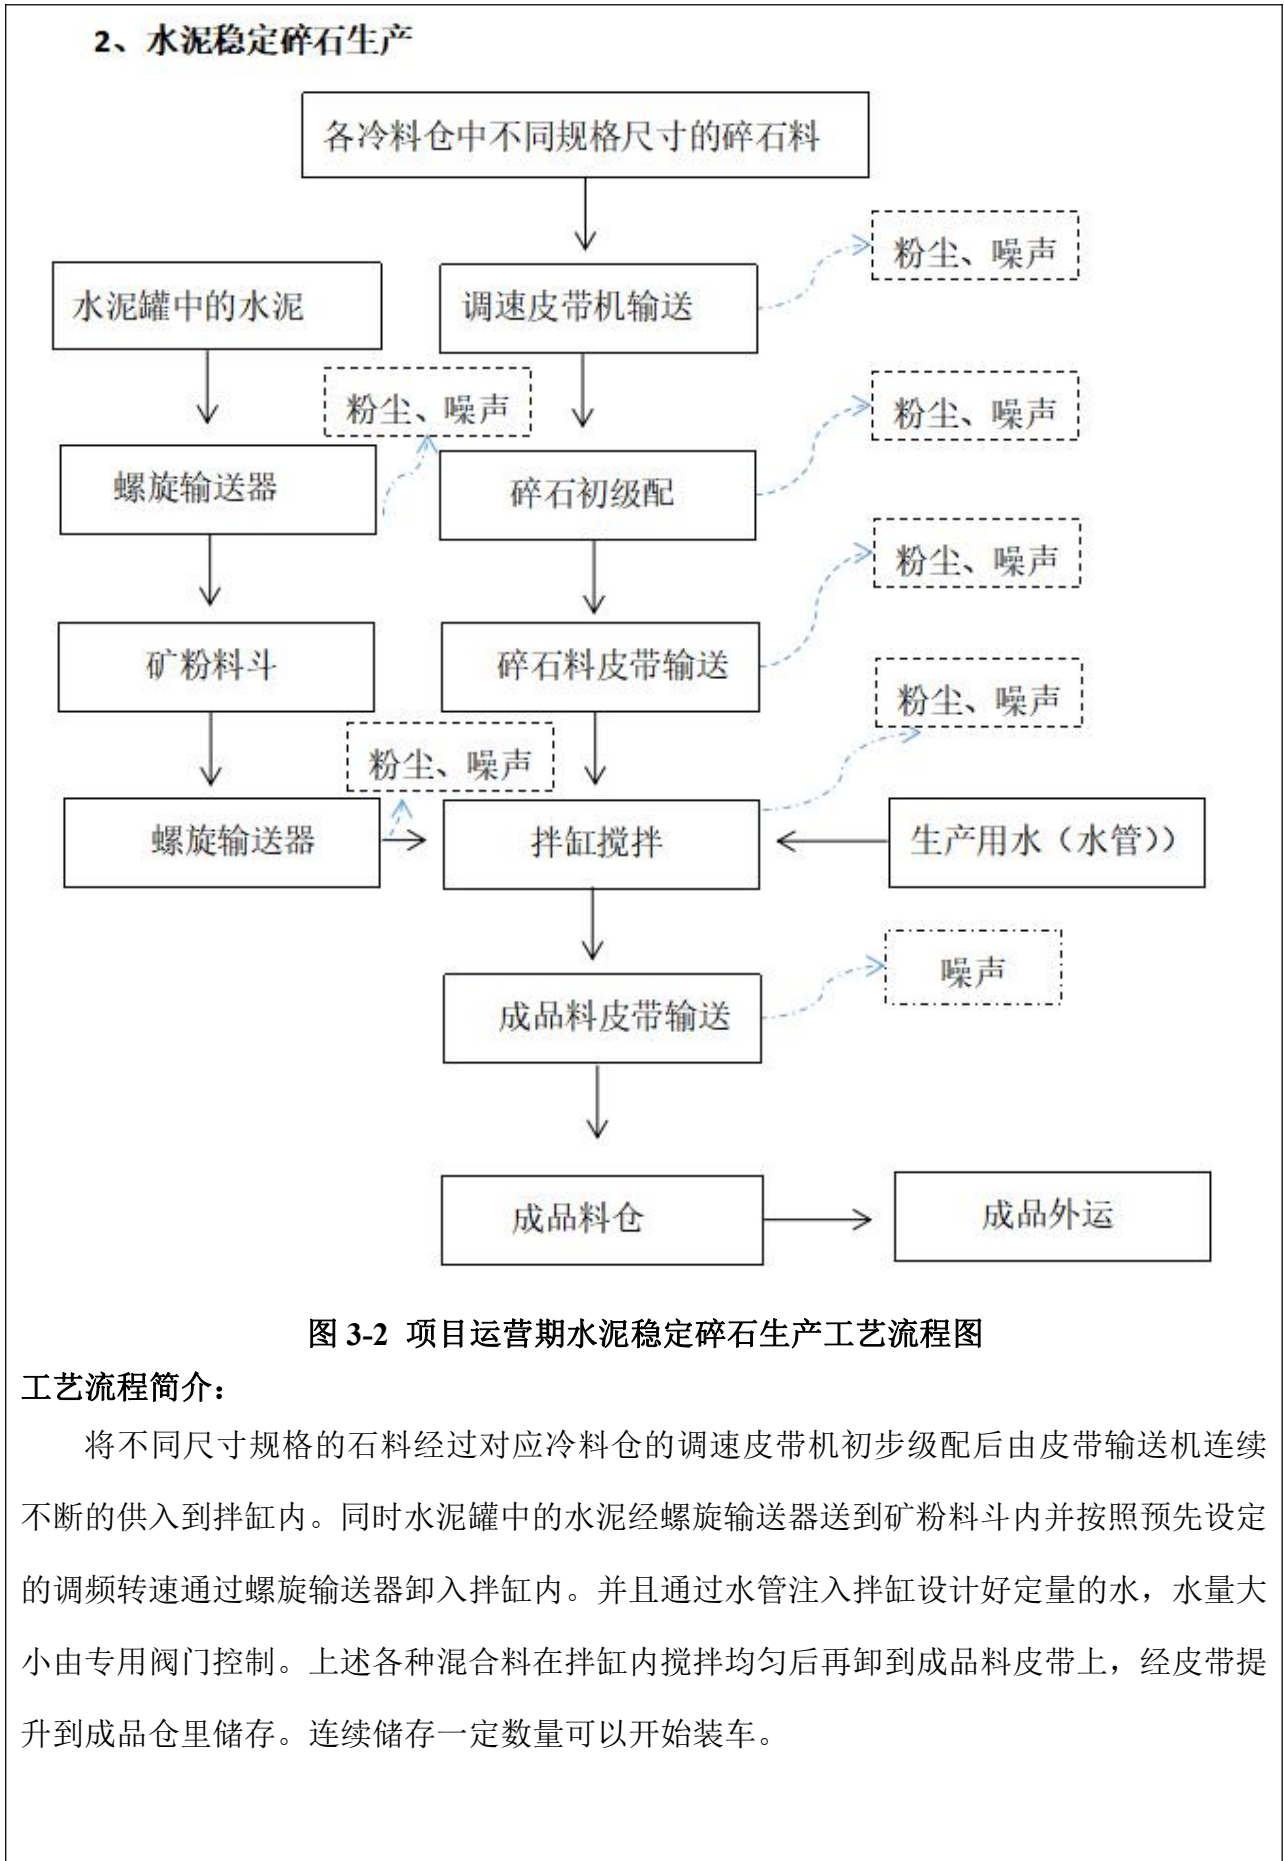 2、水泥稳定碎石生产
各冷料仓中不同规格尺寸的碎石料
粉尘、噪声
水泥罐中的水泥
调速皮带机输送
粉尘、噪声
粉尘、噪声
螺旋输送器
碎石初级配
粉尘、噪声
矿粉料斗
碎石料皮带输送
粉尘、噪声
粉尘、噪声
螺旋输送器
拌缸搅拌
生产用水（水管））
噪声
成品料皮带输送
成品料仓
成品外运
图 3-2 项目运营期水泥稳定碎石生产工艺流程图
工艺流程简介：
将不同尺寸规格的石料经过对应冷料仓的调速皮带机初步级配后由皮带输送机连续
不断的供入到拌缸内。同时水泥罐中的水泥经螺旋输送器送到矿粉料斗内并按照预先设定
的调频转速通过螺旋输送器卸入拌缸内。并且通过水管注入拌缸设计好定量的水，水量大
小由专用阀门控制。上述各种混合料在拌缸内搅拌均匀后再卸到成品料皮带上，经皮带提
升到成品仓里储存。连续储存一定数量可以开始装车。